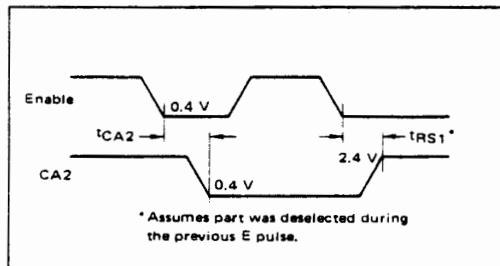 Enable
0.4 V
tCA2
tRS1*
2.4 V
CA2
0.4 V
* Assumes part was deselected during
the previous E pulse.